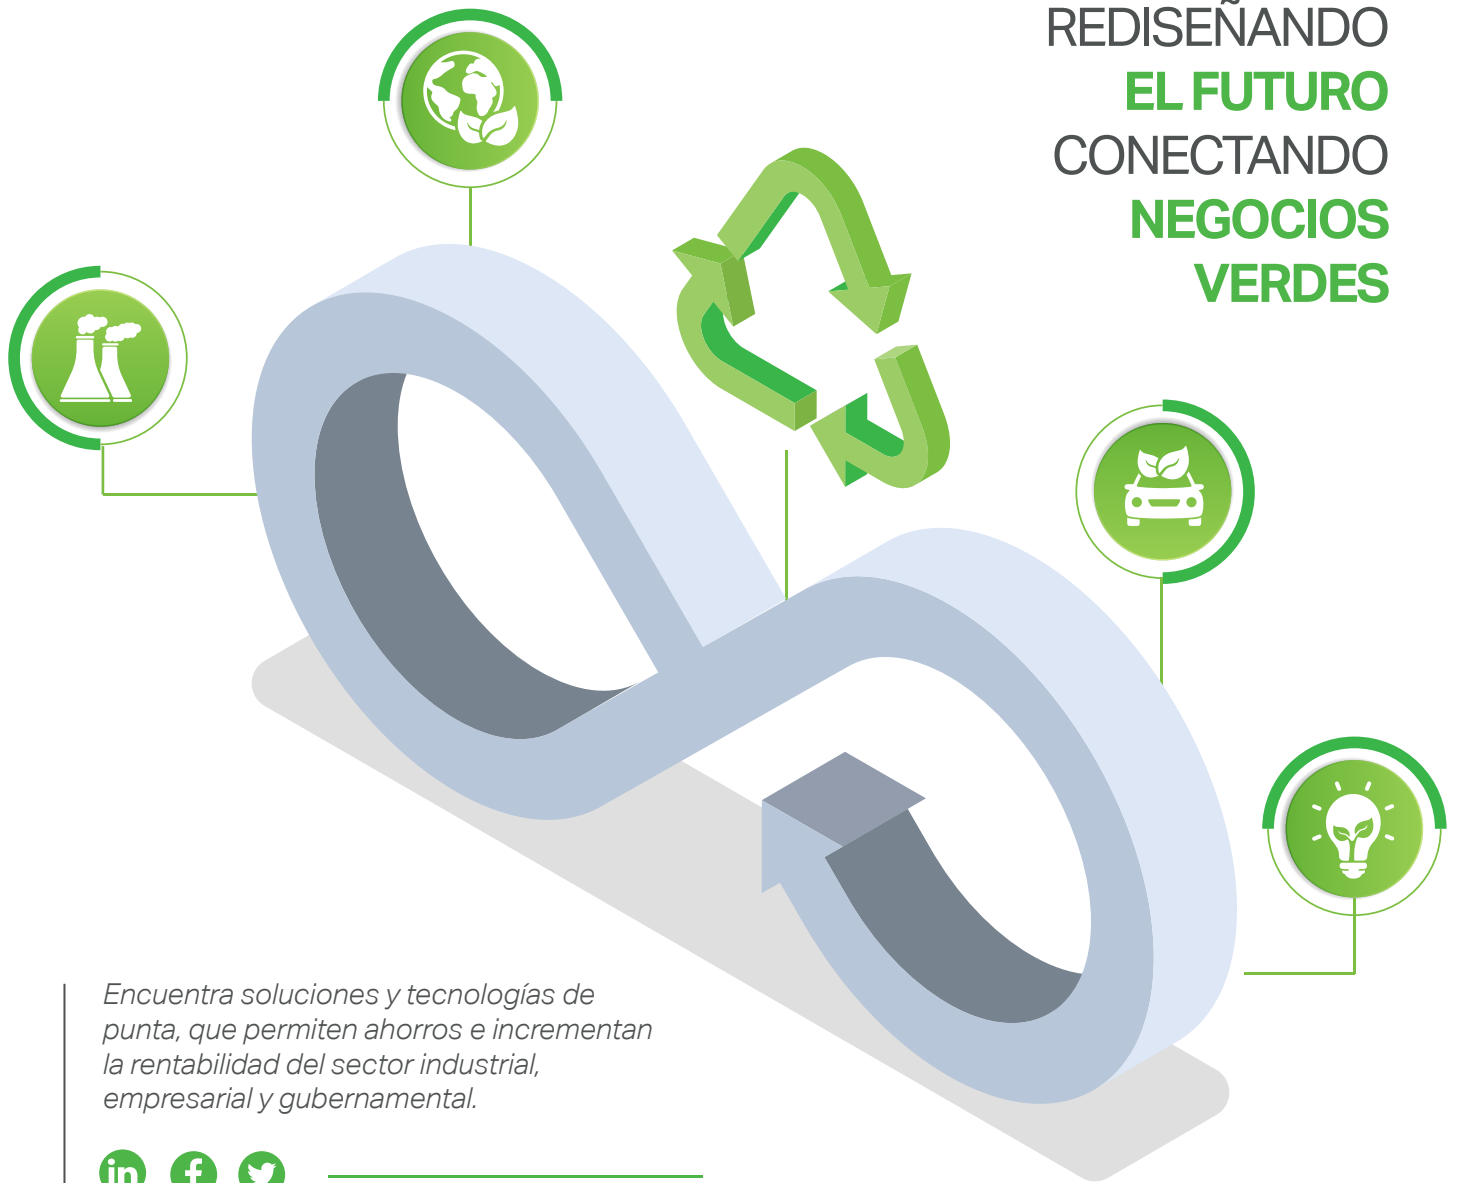 REDISEÑANDO
EL FUTURO
CONECTANDO
NEGOCIOS
VERDES
Encuentra soluciones y tecnologías de
punta, que permiten ahorros e incrementan
la rentabilidad del sector industrial,
empresarial y gubernamental.
in f